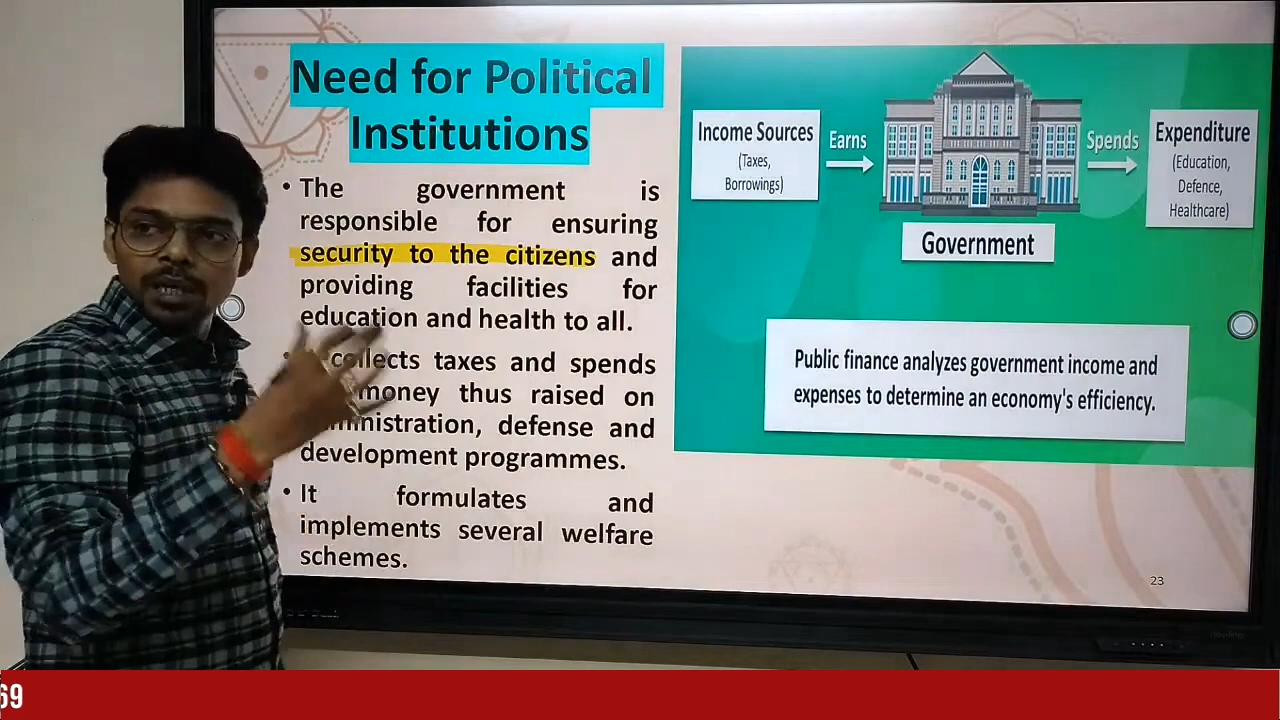 Need for Political
Institutions
• The government is
responsible for ensuring
security to the citizens and
providing facilities for
education and health to all.
collects taxes and spends
money thus raised on
defense and
development programmes.
• It formulates and
implements several welfare
schemes.
Income Sources
(Taxes,
Borrowings)
Earns
Government
Spends
Expenditure
(Education,
Defence,
Healthcare)
Public finance analyzes government income and
expenses to determine an economy's efficiency.
23
69